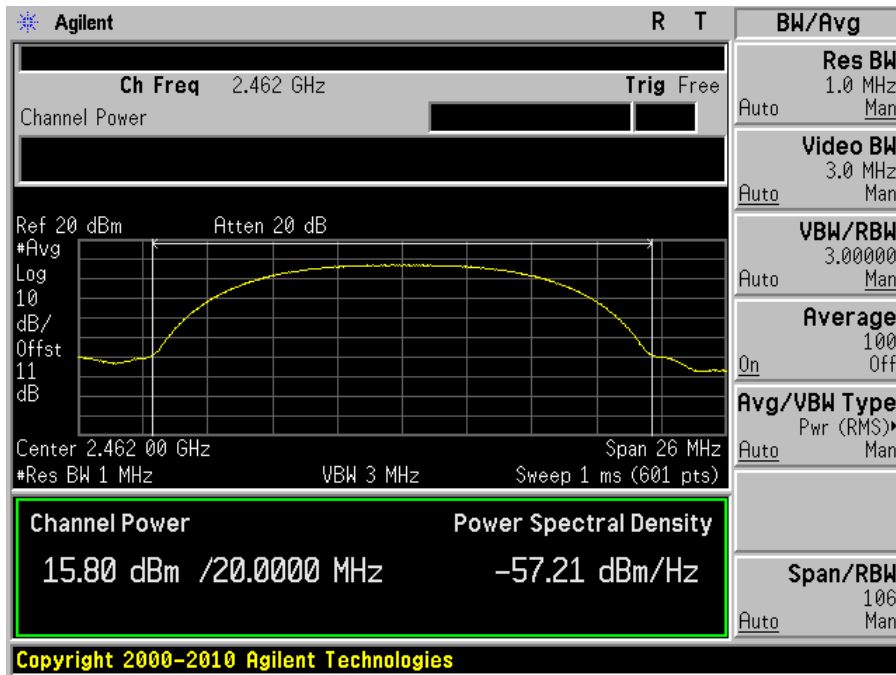 Agilent R T
Ch Freq 2.462 GHz Trig Free
Channel Power
Ref 20 dBm Atten 20 dB
#Avg
Log
10
dB/
Offst
11
dB
Center 2.462 00 GHz Span 26 MHz
#Res BW 1 MHz VBW 3 MHz Sweep 1 ms (601 pts)
Channel Power Power Spectral Density
15.80 dBm /20.0000 MHz -57.21 dBm/Hz
Copyright 2000-2010 Agilent Technologies
BW/Avg
Res BW
1.0 MHz
Auto Man
Video BW
3.0 MHz
Auto Man
VBW/RBW
3.00000
Auto Man
Average
100
On Off
Avg/VBW Type
Pwr (RMS)
Auto Man
Span/RBW
106
Auto Man